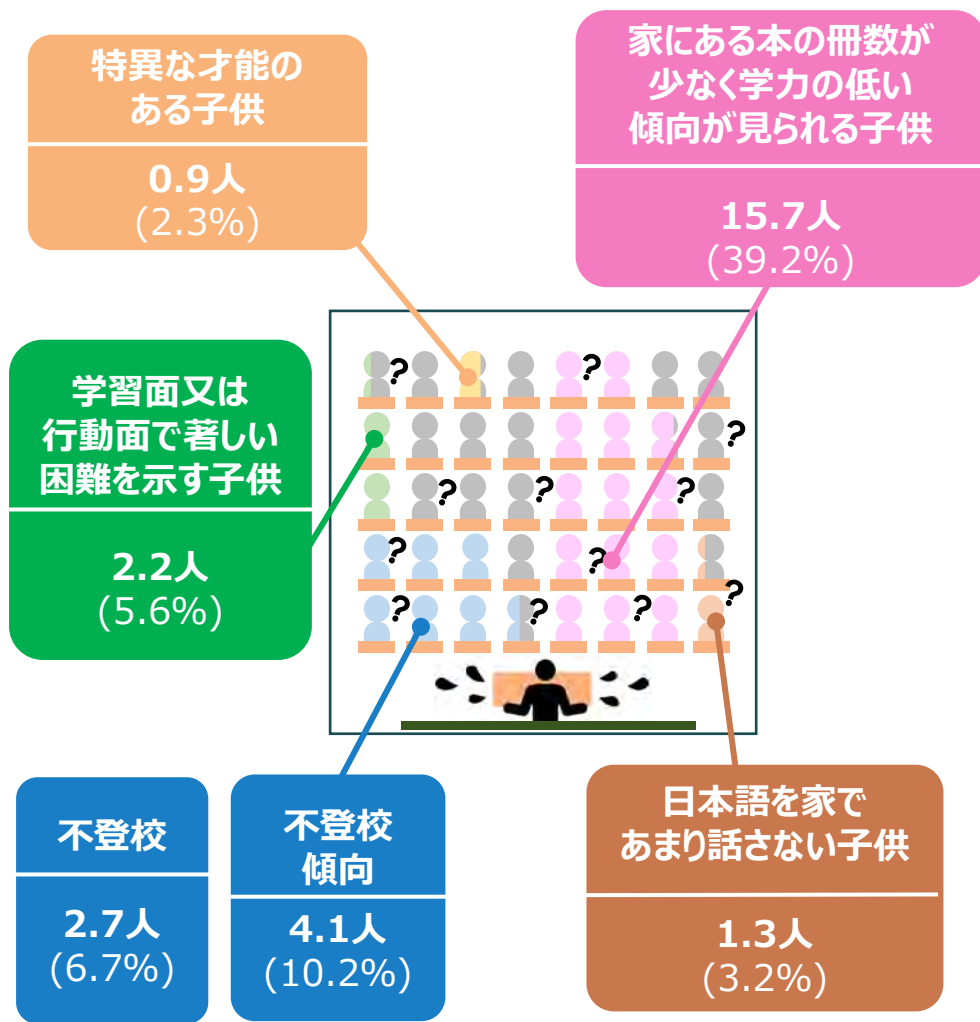 特異な才能の
ある子供
0.9人
(2.3%)
家にある本の冊数が
少なく学力の低い
傾向が見られる子供
15.7人
(39.2%)
学習面又は
行動面で著しい
困難を示す子供
2.2人
(5.6%)
? ?
?
? ? ?
? ?
? ? ? ?
不登校
2.7人
(6.7%)
不登校
傾向
4.1人
(10.2%)
日本語を家で
あまり話さない子供
1.3人
(3.2%)